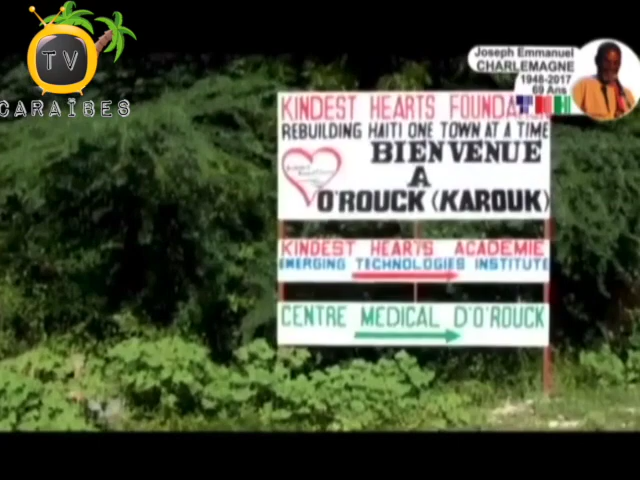 TV
CARAÏBES
Joseph Emmanuel
CHARLEMAGNE
1948-2017
69 Ans
KINDEST HEARTS FOUNDA
REBUILDING HAITI ONE TOWN AT A TIME
BIENVENUE
A
O'ROUCK (KAROUK)
KINDEST HEARTS ACADEMIE
EMERGING TECHNOLOGIES INSTITUTE
CENTRE MEDICAL D'O'ROUCK